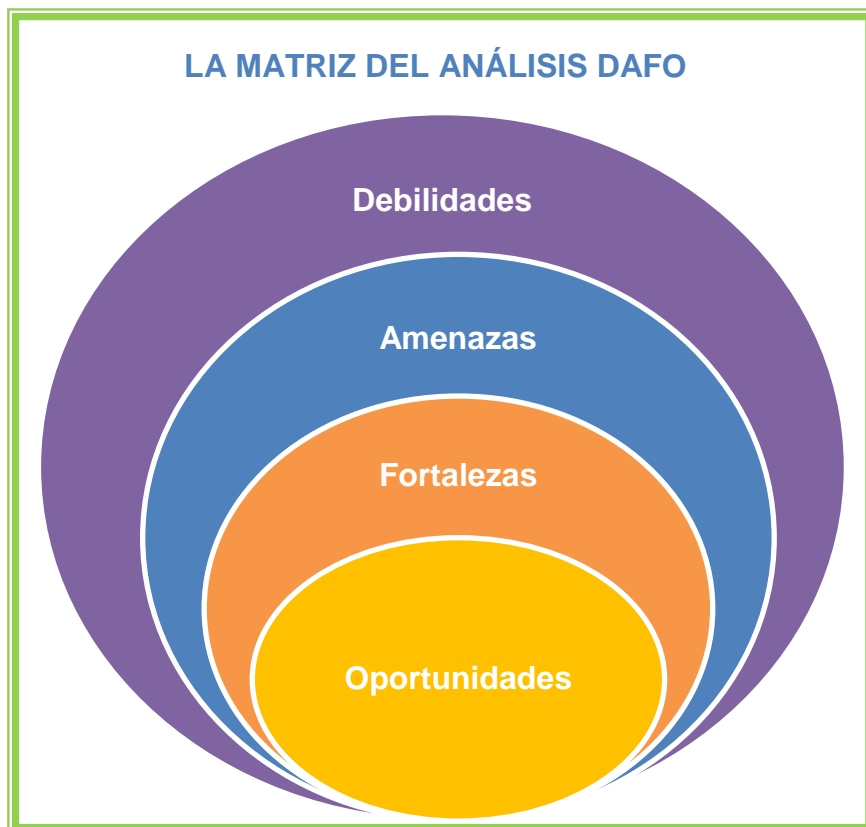 LA MATRIZ DEL ANÁLISIS DAFO
Debilidades
Amenazas
Fortalezas
Oportunidades